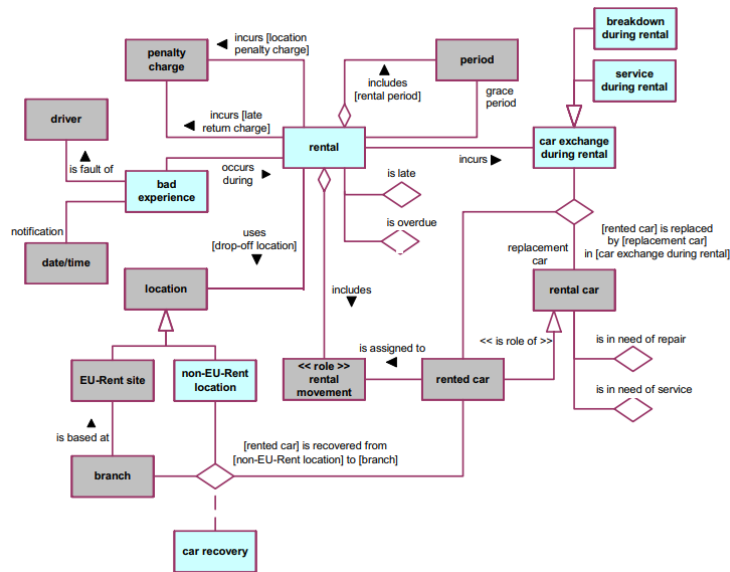 breakdown
during rental
incurs [location
penalty charge]
penalty
charge
period
includes
[rental period]
service
during rental
grace
period
driver
incurs [late
return charge]
rental
car exchange
during rental
is fault of
occurs
during
incurs
bad
experience
is late
is overdue
notification
uses
[drop-off location]
[rented car] is replaced
by [replacement car]
in [car exchange during rental]
replacement
car
date/time
location
rental car
includes
is assigned to
<< is role of >>
is in need of repair
EU-Rent site
non-EU-Rent
location
<< role >>
rental
movement
rented car
is in need of service
is based at
[rented car] is recovered from
[non-EU-Rent location] to [branch]
branch
car recovery